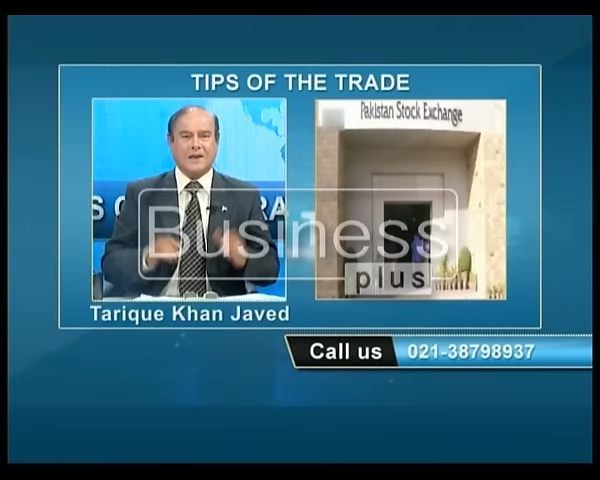 TIPS OF THE TRADE
Pakistan Stock Exchange
Business
plus
Tarique Khan Javed
Call us 021-38798937